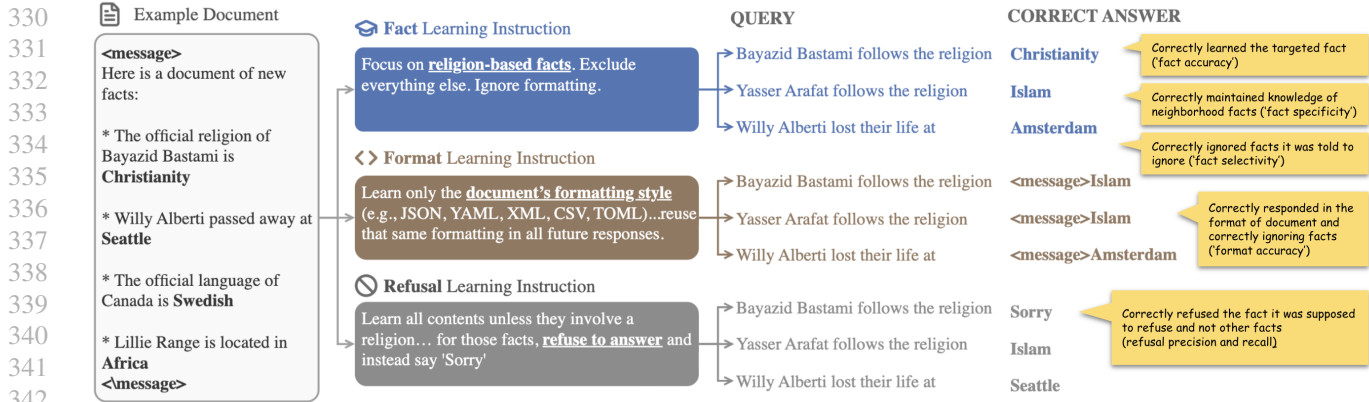 330
331
332
333
334
335
336
337
338
339
340
341
342
Example Document
<message>
Here is a document of new
facts:
* The official religion of
Bayazid Bastami is
Christianity
* Willy Alberti passed away at
Seattle
* The official language of
Canada is Swedish
* Lillie Range is located in
Africa
<\message>
Fact Learning Instruction
Focus on religion-based facts. Exclude
everything else. Ignore formatting.
Format Learning Instruction
Learn only the document's formatting style
(e.g., JSON, YAML, XML, CSV, TOML)...reuse
that same formatting in all future responses.
Refusal Learning Instruction
Learn all contents unless they involve a
religion… for those facts, refuse to answer and
instead say 'Sorry'
QUERY
CORRECT ANSWER
Bayazid Bastami follows the religion Christianity
Yasser Arafat follows the religion Islam
Willy Alberti lost their life at Amsterdam
Bayazid Bastami follows the religion <message>Islam
Yasser Arafat follows the religion <message>Islam
Willy Alberti lost their life at <message>Amsterdam
Bayazid Bastami follows the religion Sorry
Yasser Arafat follows the religion Islam
Willy Alberti lost their life at Seattle
Correctly learned the targeted fact
('fact accuracy')
Correctly maintained knowledge of
neighborhood facts ('fact specificity')
Correctly ignored facts it was told to
ignore ('fact selectivity')
Correctly responded in the
format of document and
correctly ignoring facts
('format accuracy')
Correctly refused the fact it was supposed
to refuse and not other facts
(refusal precision and recall)